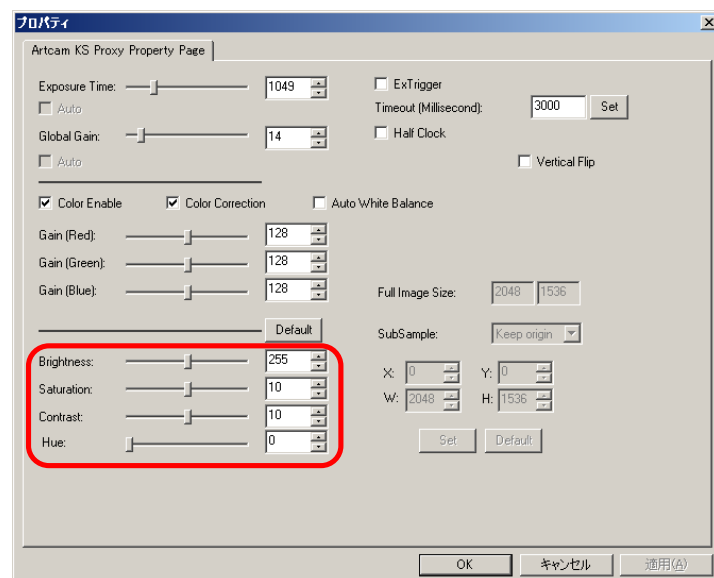 プロパティ
Artcam KS Proxy Property Page
Exposure Time: 1049
Auto
Global Gain: 14
Auto
ExTrigger
Timeout (Millisecond): 3000 Set
Half Clock
Vertical Flip
Color Enable Color Correction Auto White Balance
Gain (Red): 128
Gain (Green): 128
Gain (Blue): 128
Default
Brightness: 255
Saturation: 10
Contrast: 10
Hue: 0
Full Image Size: 2048 1536
SubSample: Keep origin
X: 0 Y: 0
W: 2048 H: 1536
Set Default
OK キャンセル 適用(A)